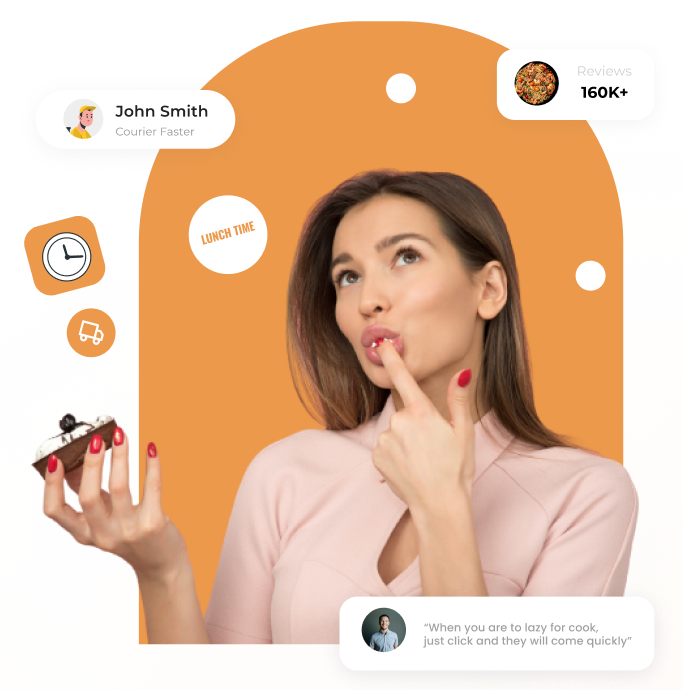 Reviews
160K+
John Smith
Courier Faster
LUNCH TIME
“When you are to lazy for cook,
just click and they will come quickly”